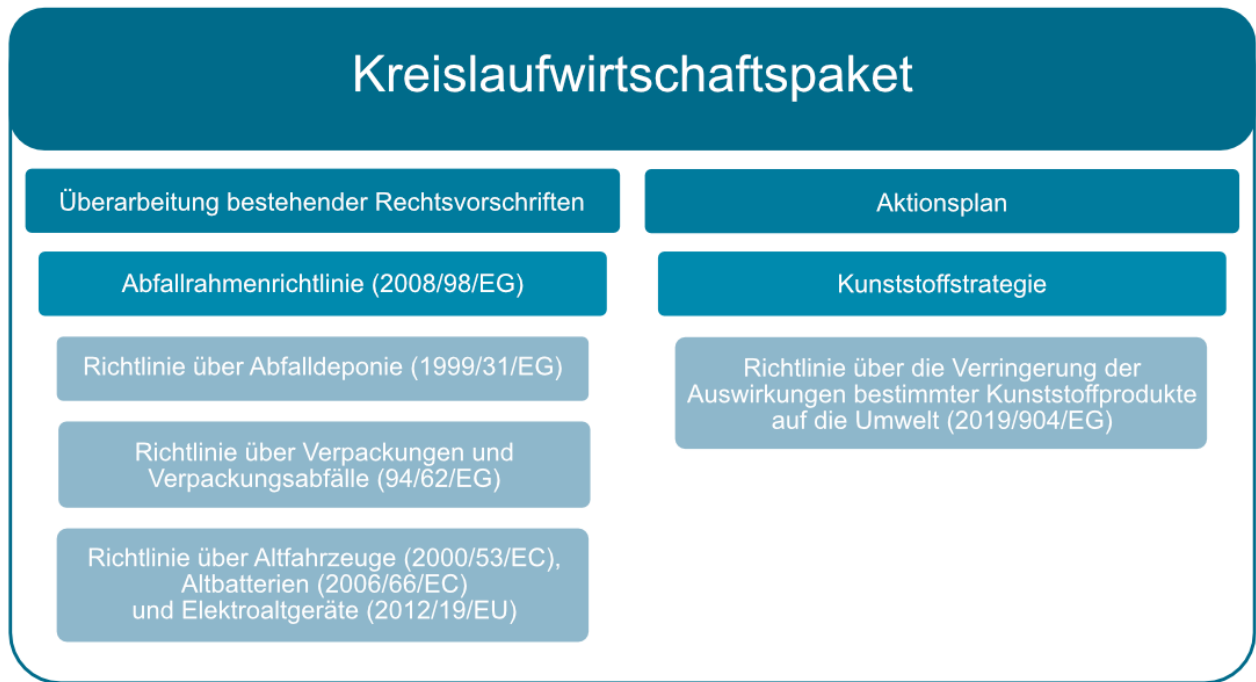 Kreislaufwirtschaftspaket
Überarbeitung bestehender Rechtsvorschriften
Abfallrahmenrichtlinie (2008/98/EG)
Richtlinie über Abfalldeponie (1999/31/EG)
Richtlinie über Verpackungen und
Verpackungsabfälle (94/62/EG)
Richtlinie über Altfahrzeuge (2000/53/EC),
Altbatterien (2006/66/EC)
und Elektroaltgeräte (2012/19/EU)
Aktionsplan
Kunststoffstrategie
Richtlinie über die Verringerung der
Auswirkungen bestimmter Kunststoffprodukte
auf die Umwelt (2019/904/EG)